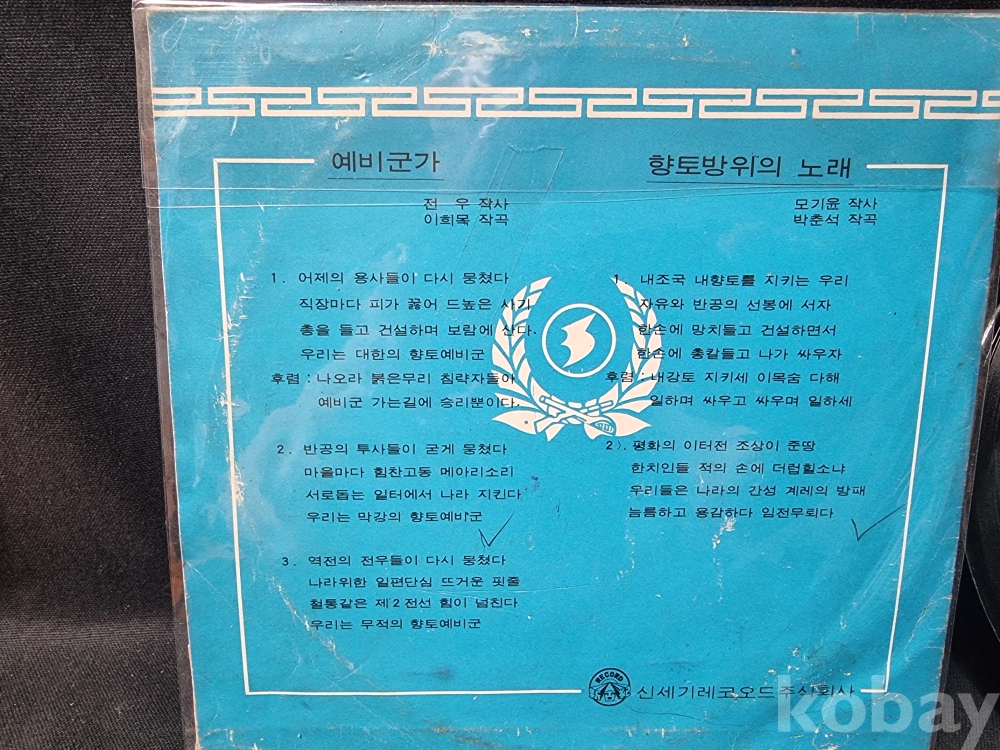 예비군가
전 우 작사
이희목 작곡
1. 어제의 용사들이 다시 뭉쳤다
직장마다 피가 끓어 드높은 사기
총을 들고 건설하며 보람에 산다.
우리는 대한의 향토예비군
후렴 : 나오라 붉은무리 침략자들아
예비군 가는길에 승리뿐이다.
2. 반공의 투사들이 굳게 뭉쳤다
마을마다 힘찬고동 메아리소리
서로돕는 일터에서 나라 지킨다
우리는 막강의 향토예비군
3. 역전의 전우들이 다시 뭉쳤다
나라위한 일편단심 뜨거운 핏줄
철통같은 제2전선 힘이 넘친다
우리는 무적의 향토예비군
향토방위의 노래
모기윤 작사
박춘석 작곡
1. 내조국 내향토를 지키는 우리
자유와 반공의 선봉에 서자
한손에 망치들고 건설하면서
한손에 총칼들고 나가 싸우자
후렴 : 내강토 지키세 이목숨 다해
일하며 싸우고 싸우며 일하세
2). 평화의 이터전 조상이 준땅
한치인들 적의 손에 더럽힐소냐
우리들은 나라의 간성 계레의 방패
늠름하고 용감하다 임전무퇴다
RECORD
신세기레코오드주식회사
kobay